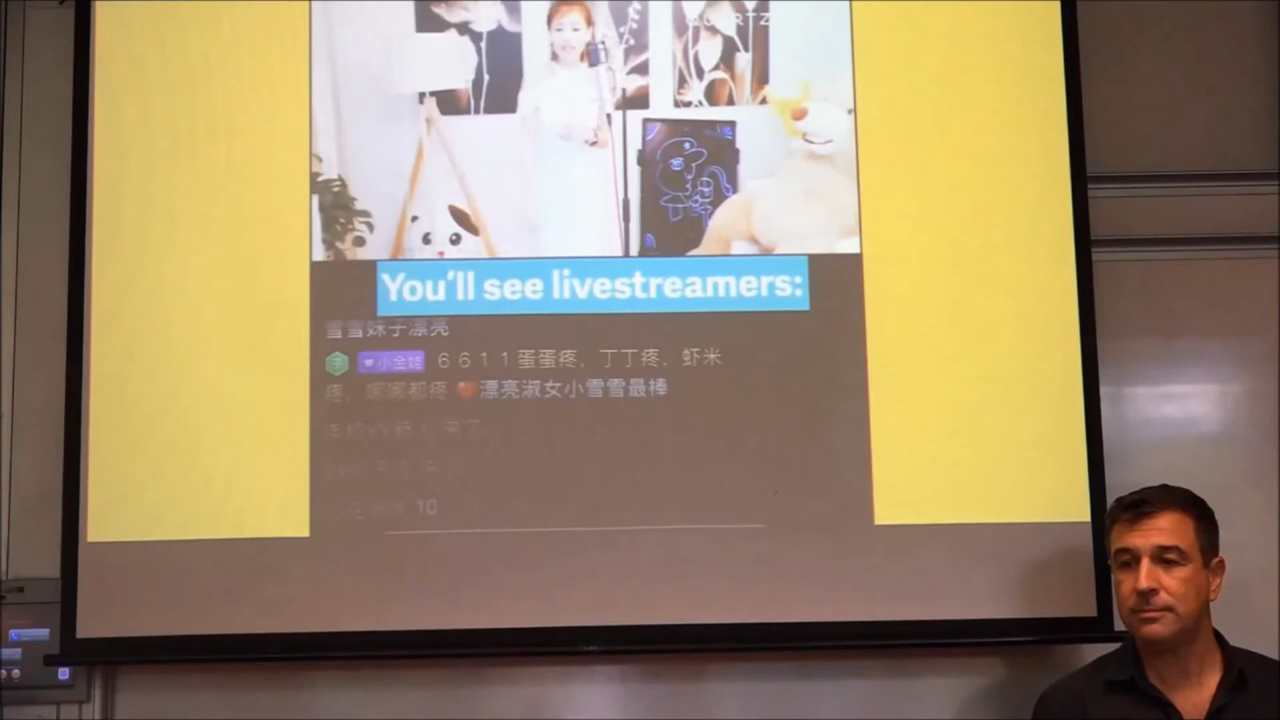 QUARTZ
You'll see livestreamers:
雪雪妹子漂亮
小金娃 6 6 1 1 蛋蛋疼，丁丁疼，虾米
疼，哪哪都疼 ❤️漂亮淑女小雪雪最棒
10